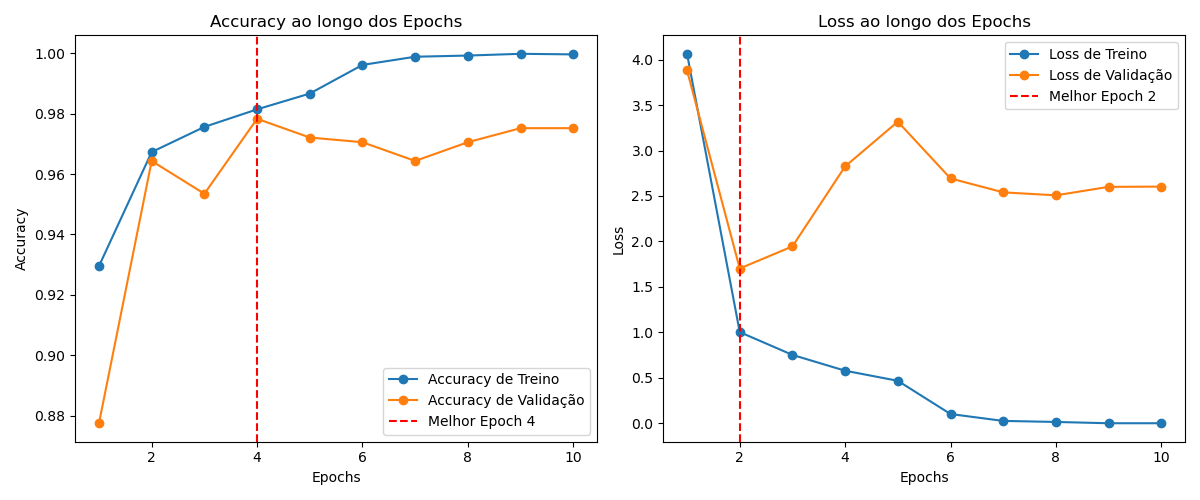 Accuracy ao longo dos Epochs
1.00
0.98
0.96
0.94
0.92
0.90
0.88
Accuracy
2
4
6
8
10
Epochs
Accuracy de Treino
Accuracy de Validação
Melhor Epoch 4
Loss ao longo dos Epochs
4.0
3.5
3.0
2.5
2.0
1.5
1.0
0.5
0.0
Loss
2
4
6
8
10
Epochs
Loss de Treino
Loss de Validação
Melhor Epoch 2